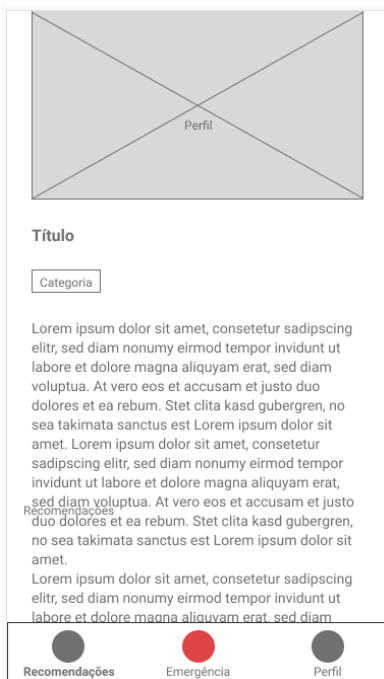 Perfil
Título
Categoria
Lorem ipsum dolor sit amet, consetetur sadipscing
elitr, sed diam nonumy eirmod tempor invidunt ut
labore et dolore magna aliquyam erat, sed diam
voluptua. At vero eos et accusam et justo duo
dolores et ea rebum. Stet clita kasd gubergren, no
sea takimata sanctus est Lorem ipsum dolor sit
amet. Lorem ipsum dolor sit amet, consetetur
sadipscing elitr, sed diam nonumy eirmod tempor
invidunt ut labore et dolore magna aliquyam erat,
sed diam voluptua. At vero eos et accusam et justo
Recomendações
duo dolores et ea rebum. Stet clita kasd gubergren,
no sea takimata sanctus est Lorem ipsum dolor sit
amet.
Lorem ipsum dolor sit amet, consetetur sadipscing
elitr, sed diam nonumy eirmod tempor invidunt ut
labore et dolore magna aliquyam erat, sed diam
Recomendações
Emergência
Perfil